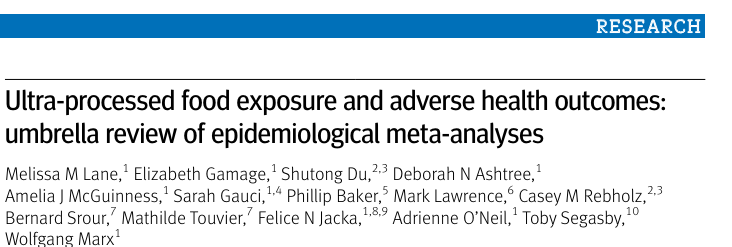 RESEARCH
Ultra-processed food exposure and adverse health outcomes:
umbrella review of epidemiological meta-analyses
Melissa M Lane,1 Elizabeth Gamage,1 Shutong Du,2,3 Deborah N Ashtree,1
Amelia J McGuinness,1 Sarah Gauci,1,4 Phillip Baker,5 Mark Lawrence,6 Casey M Rebholz,2,3
Bernard Srour,7 Mathilde Touvier,7 Felice N Jacka,1,8,9 Adrienne O’Neil,1 Toby Segasby,10
Wolfgang Marx1